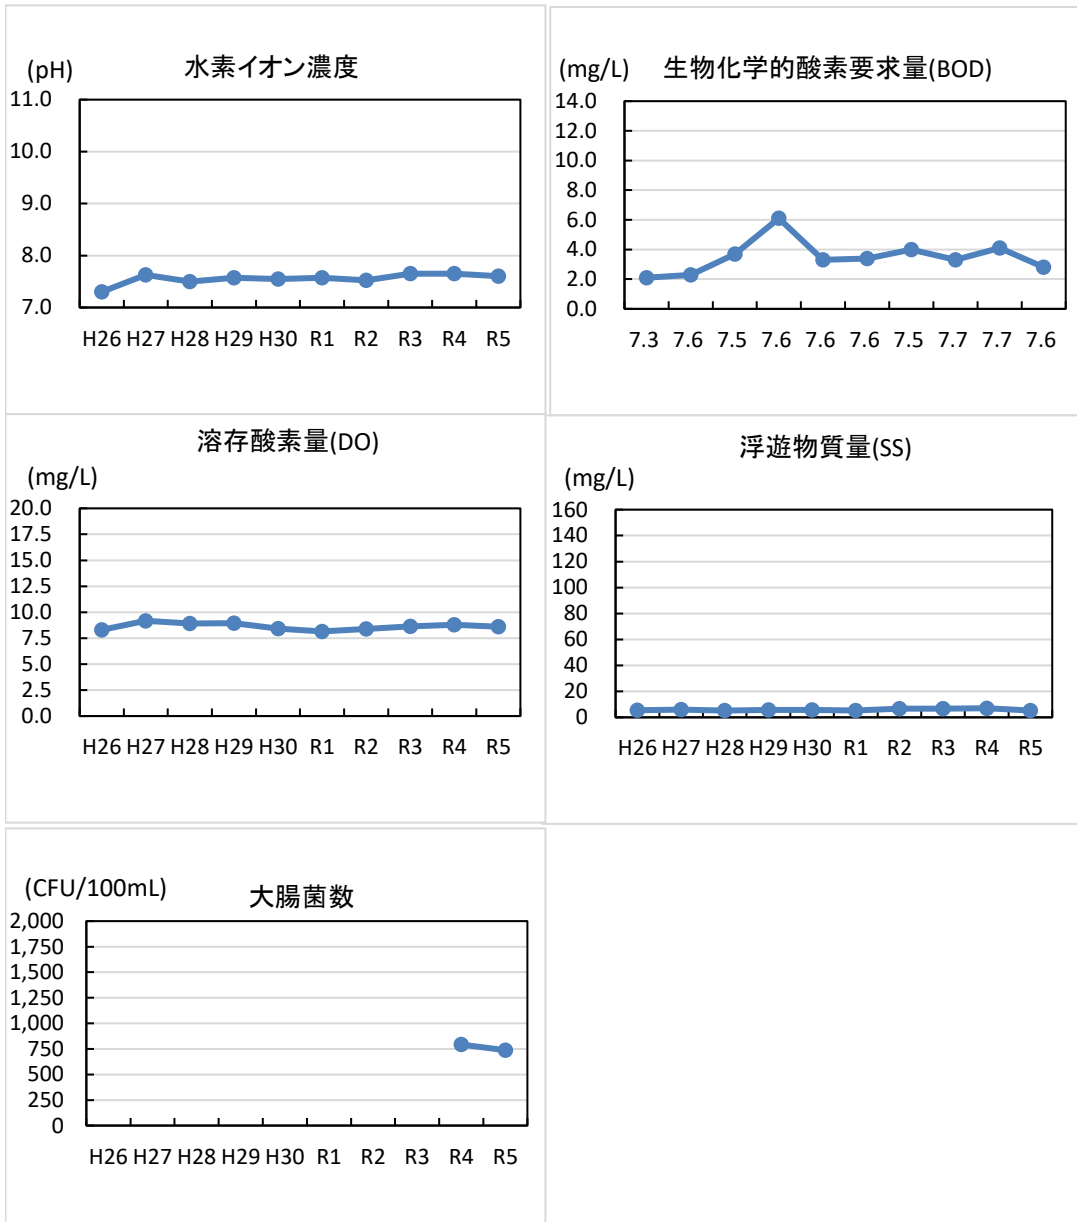 水素イオン濃度
(pH)
11.0
10.0
9.0
8.0
7.0
H26 H27 H28 H29 H30 R1 R2 R3 R4 R5
生物化学的酸素要求量(BOD)
(mg/L)
14.0
12.0
10.0
8.0
6.0
4.0
2.0
0.0
7.3 7.6 7.5 7.6 7.6 7.6 7.5 7.7 7.7 7.6
溶存酸素量(DO)
(mg/L)
20.0
17.5
15.0
12.5
10.0
7.5
5.0
2.5
0.0
H26 H27 H28 H29 H30 R1 R2 R3 R4 R5
浮遊物質量(SS)
(mg/L)
160
140
120
100
80
60
40
20
0
H26 H27 H28 H29 H30 R1 R2 R3 R4 R5
(CFU/100mL)
大腸菌数
2,000
1,750
1,500
1,250
1,000
750
500
250
0
H26 H27 H28 H29 H30 R1 R2 R3 R4 R5